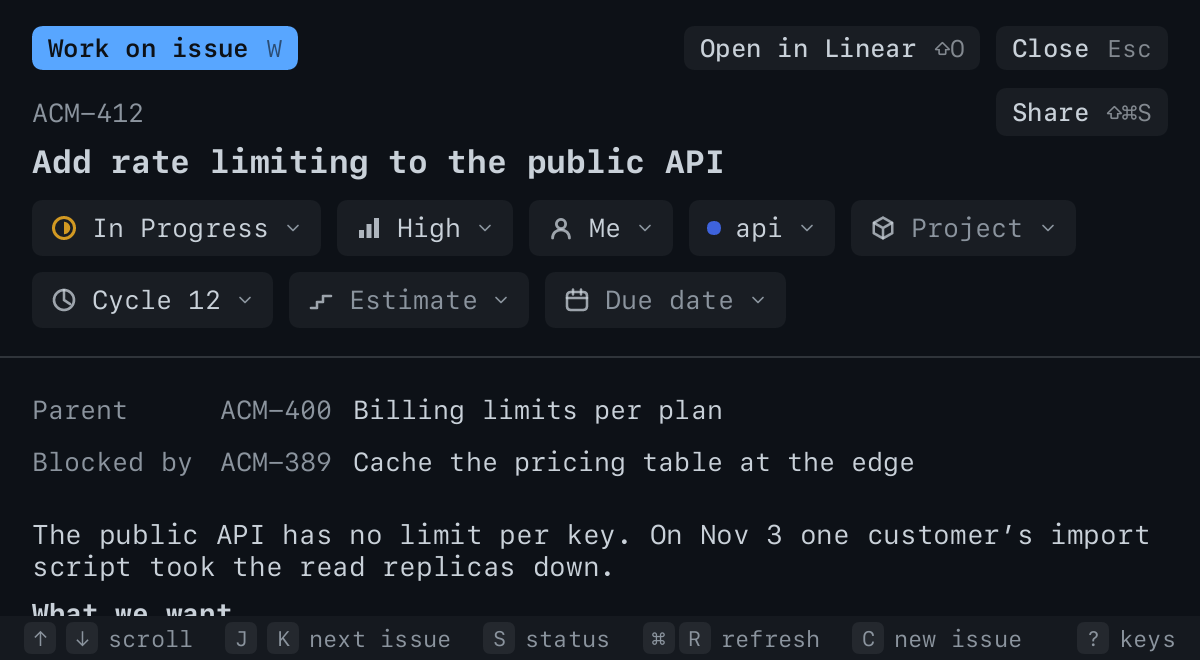 Work on issue W
Open in Linear ⇧O
Close Esc
ACM–412
Share ⇧⌘S
Add rate limiting to the public API
In Progress
High
Me
api
Project
Cycle 12
Estimate
Due date
Parent ACM–400 Billing limits per plan
Blocked by ACM–389 Cache the pricing table at the edge
The public API has no limit per key. On Nov 3 one customer’s import
script took the read replicas down.
What we want
↑ ↓ scroll J K next issue S status ⌘ R refresh C new issue ? keys